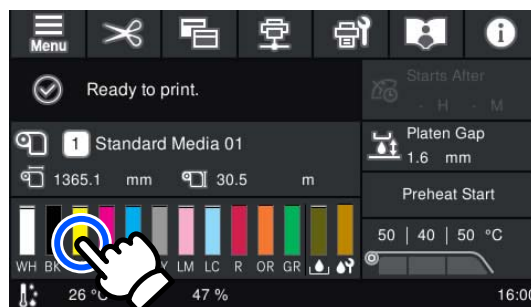 Menu
Ready to print.
Starts After
- H - M
1 Standard Media 01
Platen Gap
1.6 mm
1365.1 mm 30.5 m
Preheat Start
50 | 40 | 50 °C
WH BK LM LC R OR GR
26 °C 47 % 16:00